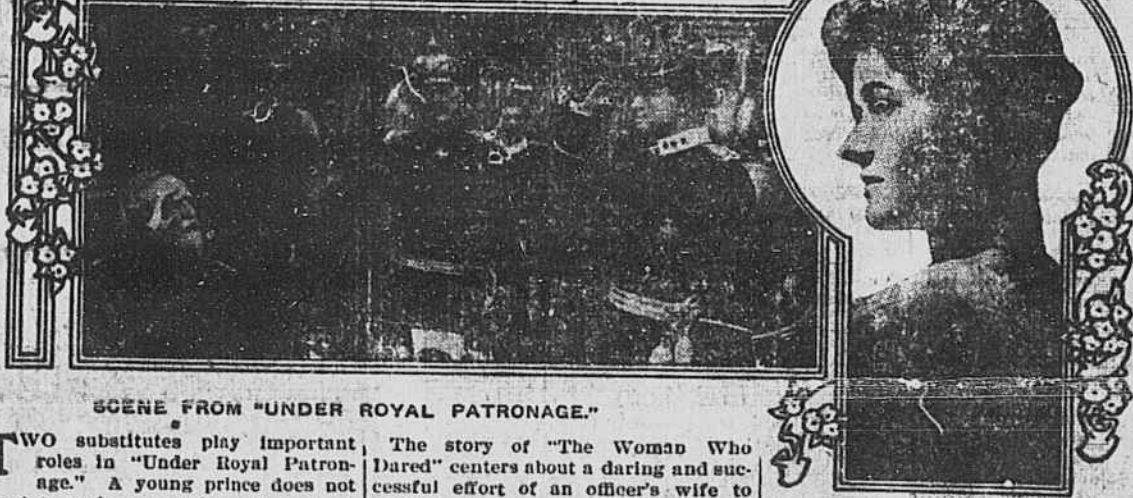 SCENE FROM "UNDER ROYAL PATRONAGE."
TWO substitutes play important
roles in "Under Royal Patron-
age." A young prince does not
The story of "The Woman Who
Dared" centers about a daring and suc-
cessful effort of an officer's wife to